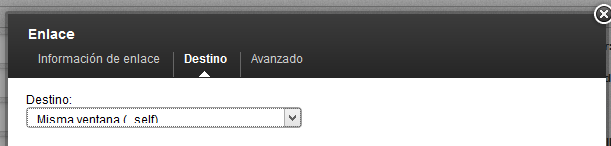 Enlace
Información de enlace Destino Avanzado
Destino:
Misma ventana (_self)